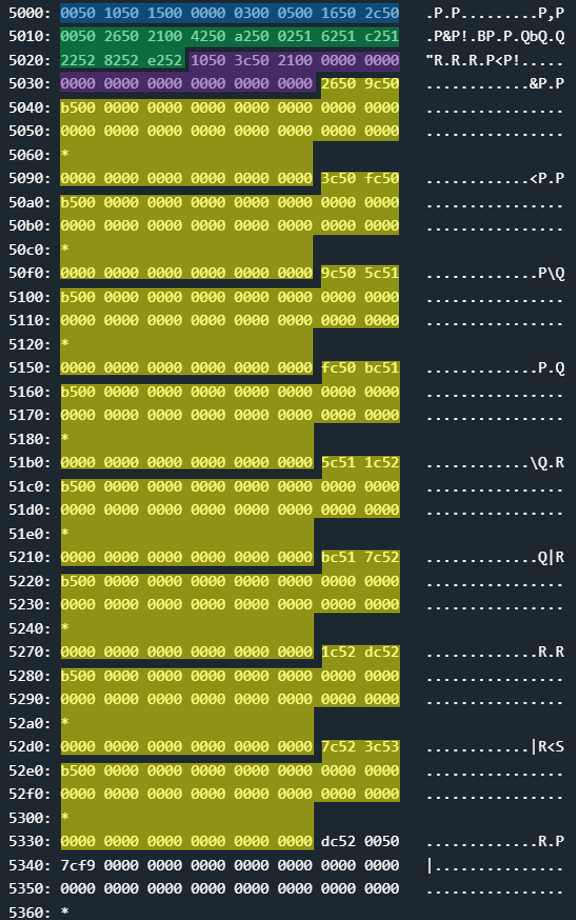 5000: 0050 1050 1500 0000 0300 0500 1650 2c50 .P.P.........P,P
5010: 0050 2650 2100 4250 a250 0251 6251 c251 .P&P!.BP.P.QbQ.Q
5020: 2252 8252 e252 1050 3c50 2100 0000 0000 "R.R.R.P<P!.....
5030: 0000 0000 0000 0000 0000 0000 2650 9c50 ............&P.P
5040: b500 0000 0000 0000 0000 0000 0000 0000 ................
5050: 0000 0000 0000 0000 0000 0000 0000 0000 ................
5060: *
5090: 0000 0000 0000 0000 0000 0000 3c50 fc50 ............<P.P
50a0: b500 0000 0000 0000 0000 0000 0000 0000 ................
50b0: 0000 0000 0000 0000 0000 0000 0000 0000 ................
50c0: *
50f0: 0000 0000 0000 0000 0000 0000 9c50 5c51 .............P\Q
5100: b500 0000 0000 0000 0000 0000 0000 0000 ................
5110: 0000 0000 0000 0000 0000 0000 0000 0000 ................
5120: *
5150: 0000 0000 0000 0000 0000 0000 fc50 bc51 .............P.Q
5160: b500 0000 0000 0000 0000 0000 0000 0000 ................
5170: 0000 0000 0000 0000 0000 0000 0000 0000 ................
5180: *
51b0: 0000 0000 0000 0000 0000 0000 5c51 1c52 ............\Q.R
51c0: b500 0000 0000 0000 0000 0000 0000 0000 ................
51d0: 0000 0000 0000 0000 0000 0000 0000 0000 ................
51e0: *
5210: 0000 0000 0000 0000 0000 0000 bc51 7c52 .............Q|R
5220: b500 0000 0000 0000 0000 0000 0000 0000 ................
5230: 0000 0000 0000 0000 0000 0000 0000 0000 ................
5240: *
5270: 0000 0000 0000 0000 0000 0000 1c52 dc52 .............R.R
5280: b500 0000 0000 0000 0000 0000 0000 0000 ................
5290: 0000 0000 0000 0000 0000 0000 0000 0000 ................
52a0: *
52d0: 0000 0000 0000 0000 0000 0000 7c52 3c53 ............|R<S
52e0: b500 0000 0000 0000 0000 0000 0000 0000 ................
52f0: 0000 0000 0000 0000 0000 0000 0000 0000 ................
5300: *
5330: 0000 0000 0000 0000 0000 0000 dc52 0050 .............R.P
5340: 7cf9 0000 0000 0000 0000 0000 0000 0000 |...............
5350: 0000 0000 0000 0000 0000 0000 0000 0000 ................
5360: *